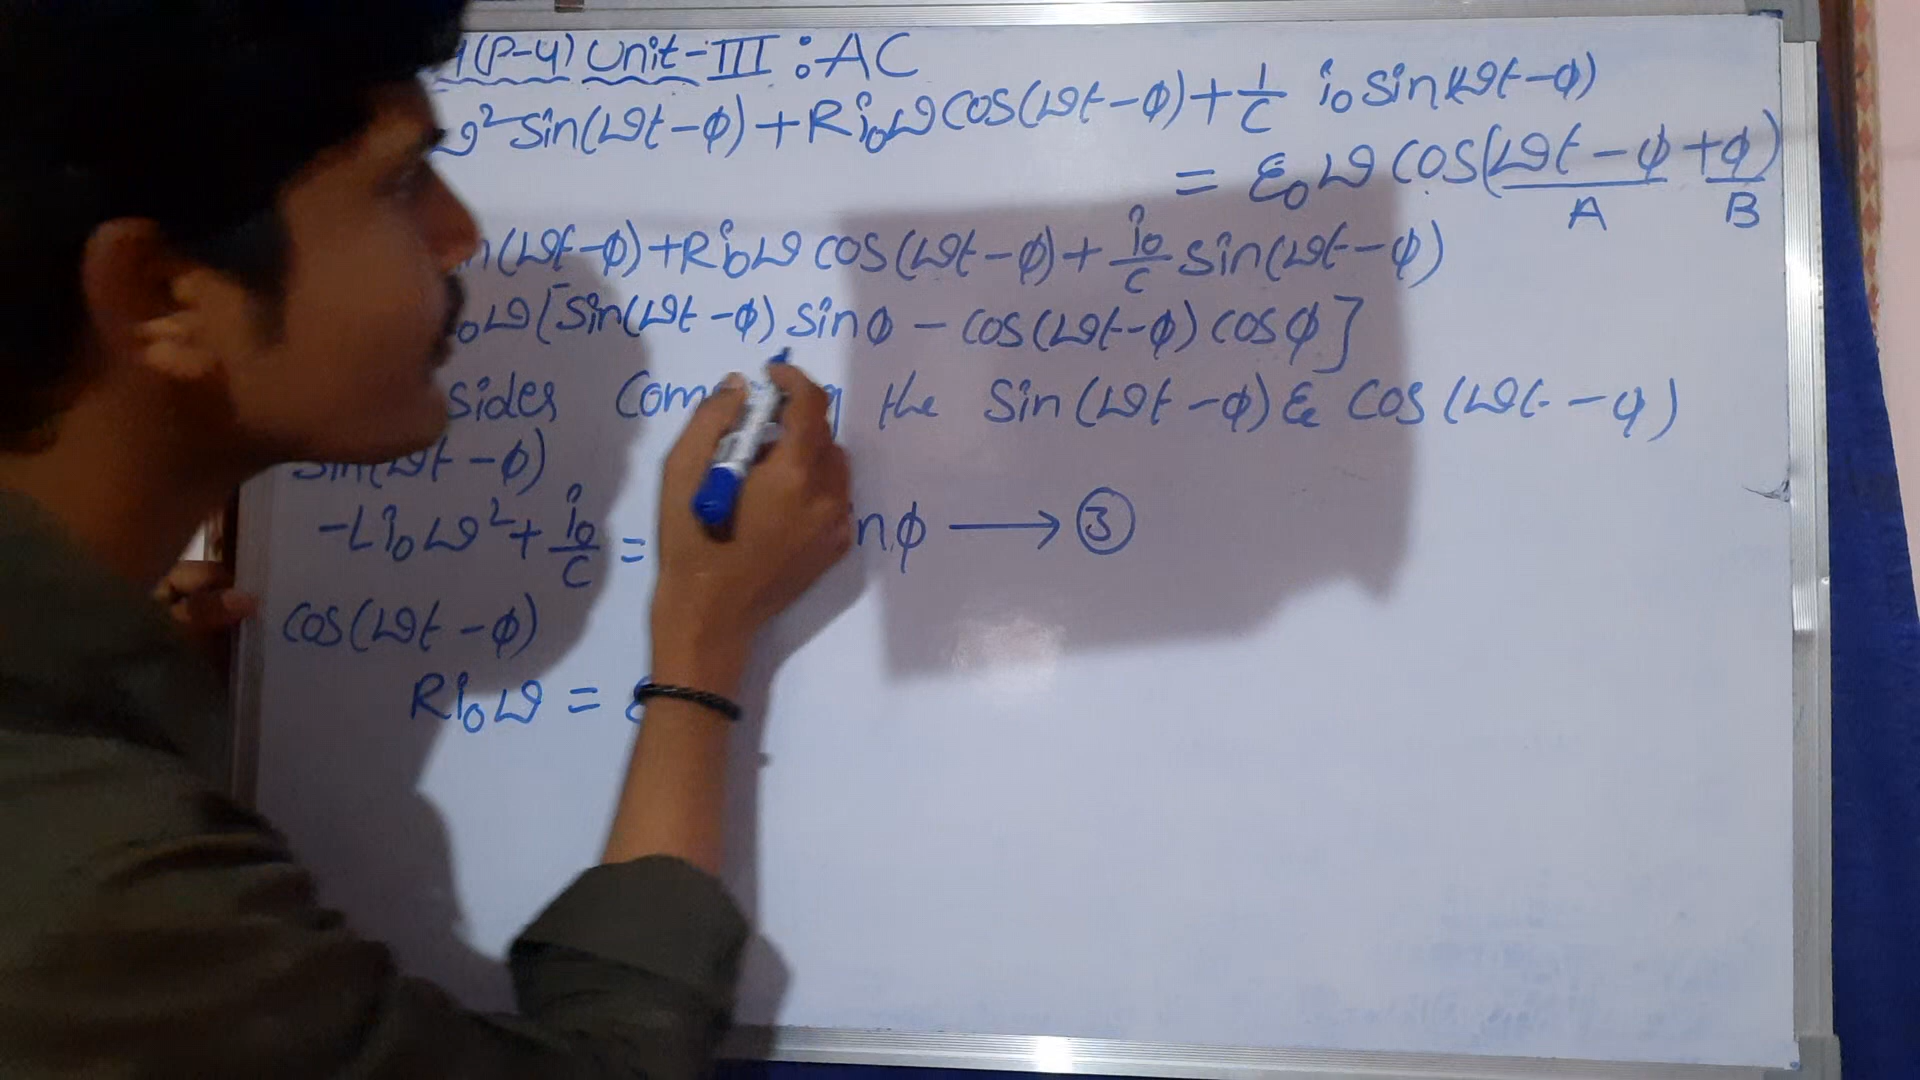 (P-4) Unit-III : AC
ω² sin(ωt-φ) + Ri₀ω cos(ωt-φ) + 1/C i₀ sin(ωt-φ)
= ε₀ω cos(ωt-φ+φ)
A B
(ωt-φ) + Ri₀ω cos(ωt-φ) + i₀/C sin(ωt-φ)
₀ω[sin(ωt-φ) sinφ - cos(ωt-φ) cosφ]
sides the sin(ωt-φ) & cos(ωt-φ)
sin(ωt-φ)
-Li₀ω² + i₀/C = nφ ⟶ ③
cos(ωt-φ)
Ri₀ω =